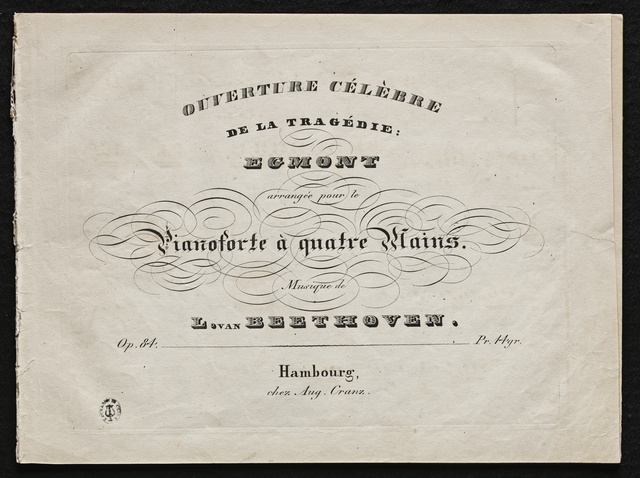 OUVERTURE CÉLÈBRE
DE LA TRAGÉDIE:
EGMONT
arrangée pour le
Pianoforte à quatre Mains.
Musique de
L. VAN BEETHOVEN.
Op. 84. Pr. 14gr.
Hambourg,
chez Aug. Cranz.